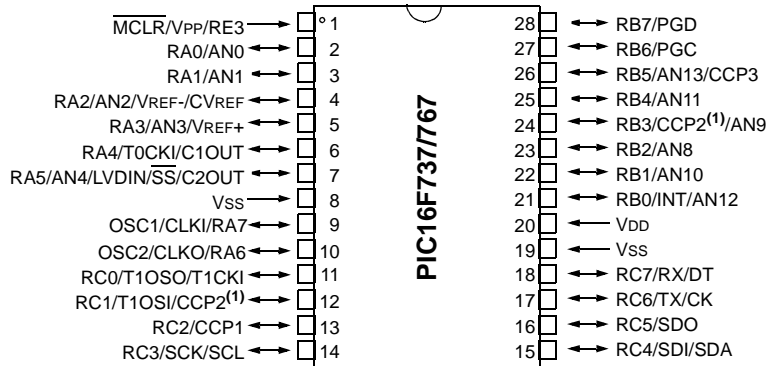 MCLR/VPP/RE3 1 28 RB7/PGD
RA0/AN0 2 27 RB6/PGC
RA1/AN1 3 26 RB5/AN13/CCP3
RA2/AN2/VREF-/CVREF 4 25 RB4/AN11
RA3/AN3/VREF+ 5 24 RB3/CCP2(1)/AN9
RA4/T0CKI/C1OUT 6 23 RB2/AN8
RA5/AN4/LVDIN/SS/C2OUT 7 22 RB1/AN10
VSS 8 21 RB0/INT/AN12
OSC1/CLKI/RA7 9 20 VDD
OSC2/CLKO/RA6 10 19 VSS
RC0/T1OSO/T1CKI 11 18 RC7/RX/DT
RC1/T1OSI/CCP2(1) 12 17 RC6/TX/CK
RC2/CCP1 13 16 RC5/SDO
RC3/SCK/SCL 14 15 RC4/SDI/SDA
PIC16F737/767